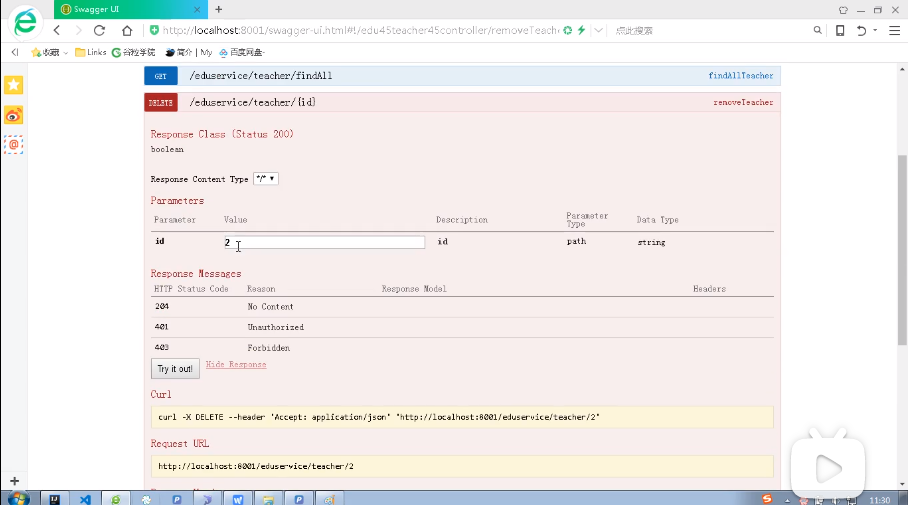 Swagger UI
http://localhost:8001/swagger-ui.html#!/edu45teacher45controller/removeTeache
点此搜索
收藏
Links
谷粒学院
简介 | My
百度网盘-
GET /eduservice/teacher/findAll findAllTeacher
DELETE /eduservice/teacher/{id} removeTeacher
Response Class (Status 200)
boolean
Response Content Type */*
Parameters
Parameter Value Description Parameter Type Data Type
id 2 id path string
Response Messages
HTTP Status Code Reason Response Model Headers
204 No Content
401 Unauthorized
403 Forbidden
Try it out! Hide Response
Curl
curl -X DELETE --header 'Accept: application/json' "http://localhost:8001/eduservice/teacher/2"
Request URL
http://localhost:8001/eduservice/teacher/2
11:30